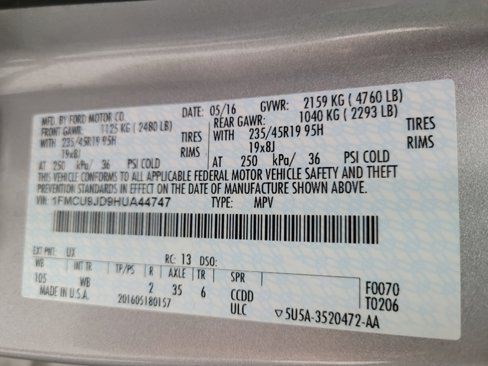 MFD. BY FORD MOTOR CO. DATE: 05/16 GVWR: 2159 KG ( 4760 LB)
FRONT GAWR: 1125 KG ( 2480 LB) REAR GAWR: 1040 KG ( 2293 LB)
WITH 235/45R19 95H TIRES WITH 235/45R19 95H TIRES
19x8J RIMS 19x8J RIMS
AT 250 kPa/ 36 PSI COLD AT 250 kPa/ 36 PSI COLD
THIS VEHICLE CONFORMS TO ALL APPLICABLE FEDERAL MOTOR VEHICLE SAFETY AND THEFT
PREVENTION STANDARDS IN EFFECT ON THE DATE OF MANUFACTURE SHOWN ABOVE.
VIN: 1FMCU9JD9HUA44747 TYPE: MPV
EXT PNT: UX RC: 13 DSO:
WB INT TR TP/PS R AXLE TR SPR F0070
105 WB 2 35 6 CCDD T0206
MADE IN U.S.A. 201605180157 ULC ▽5U5A-3520472-AA